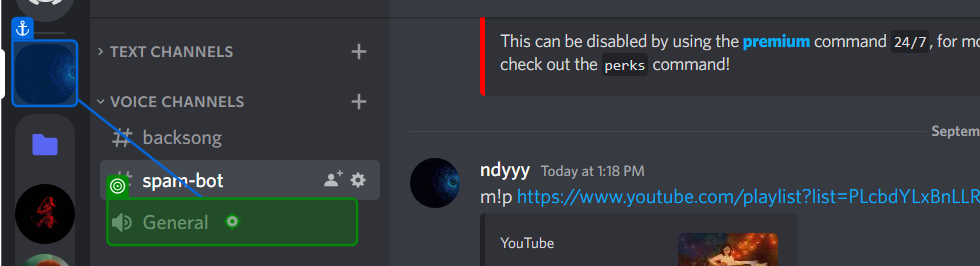 TEXT CHANNELS
VOICE CHANNELS
backsong
spam-bot
General
This can be disabled by using the premium command 24/7, for mo
check out the perks command!
Septem
ndyyy Today at 1:18 PM
m!p https://www.youtube.com/playlist?list=PLcbdYLxBnLLR
YouTube